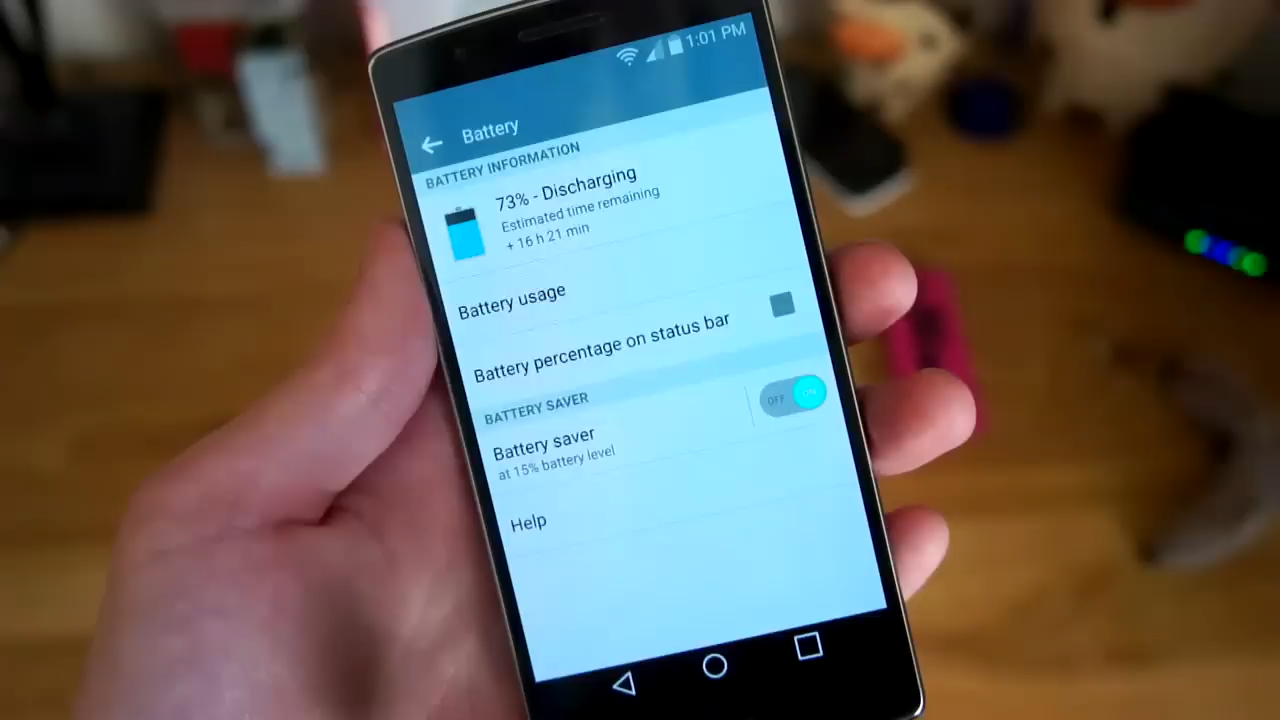 1:01 PM
Battery
BATTERY INFORMATION
73% - Discharging
Estimated time remaining
+ 16 h 21 min
Battery usage
Battery percentage on status bar
BATTERY SAVER
Battery saver
OFF ON
at 15% battery level
Help